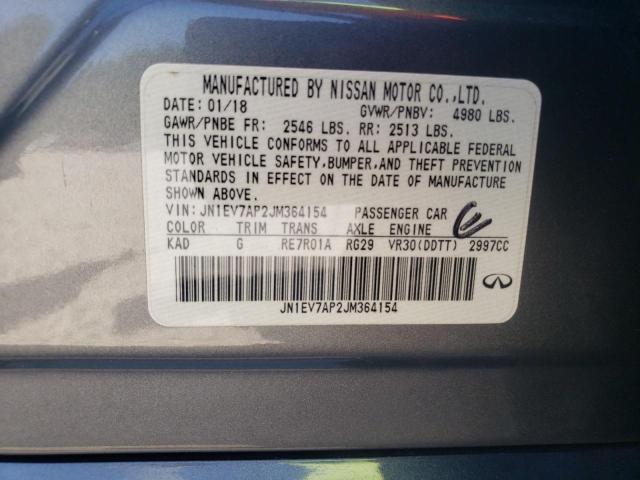 MANUFACTURED BY NISSAN MOTOR CO.,LTD.
DATE: 01/18 GVWR/PNBV: 4980 LBS.
GAWR/PNBE FR: 2546 LBS. RR: 2513 LBS.
THIS VEHICLE CONFORMS TO ALL APPLICABLE FEDERAL
MOTOR VEHICLE SAFETY,BUMPER,AND THEFT PREVENTION
STANDARDS IN EFFECT ON THE DATE OF MANUFACTURE
SHOWN ABOVE.
VIN:JN1EV7AP2JM364154 PASSENGER CAR
COLOR TRIM TRANS AXLE ENGINE
KAD G RE7R01A RG29 VR30(DDTT) 2997CC
JN1EV7AP2JM364154